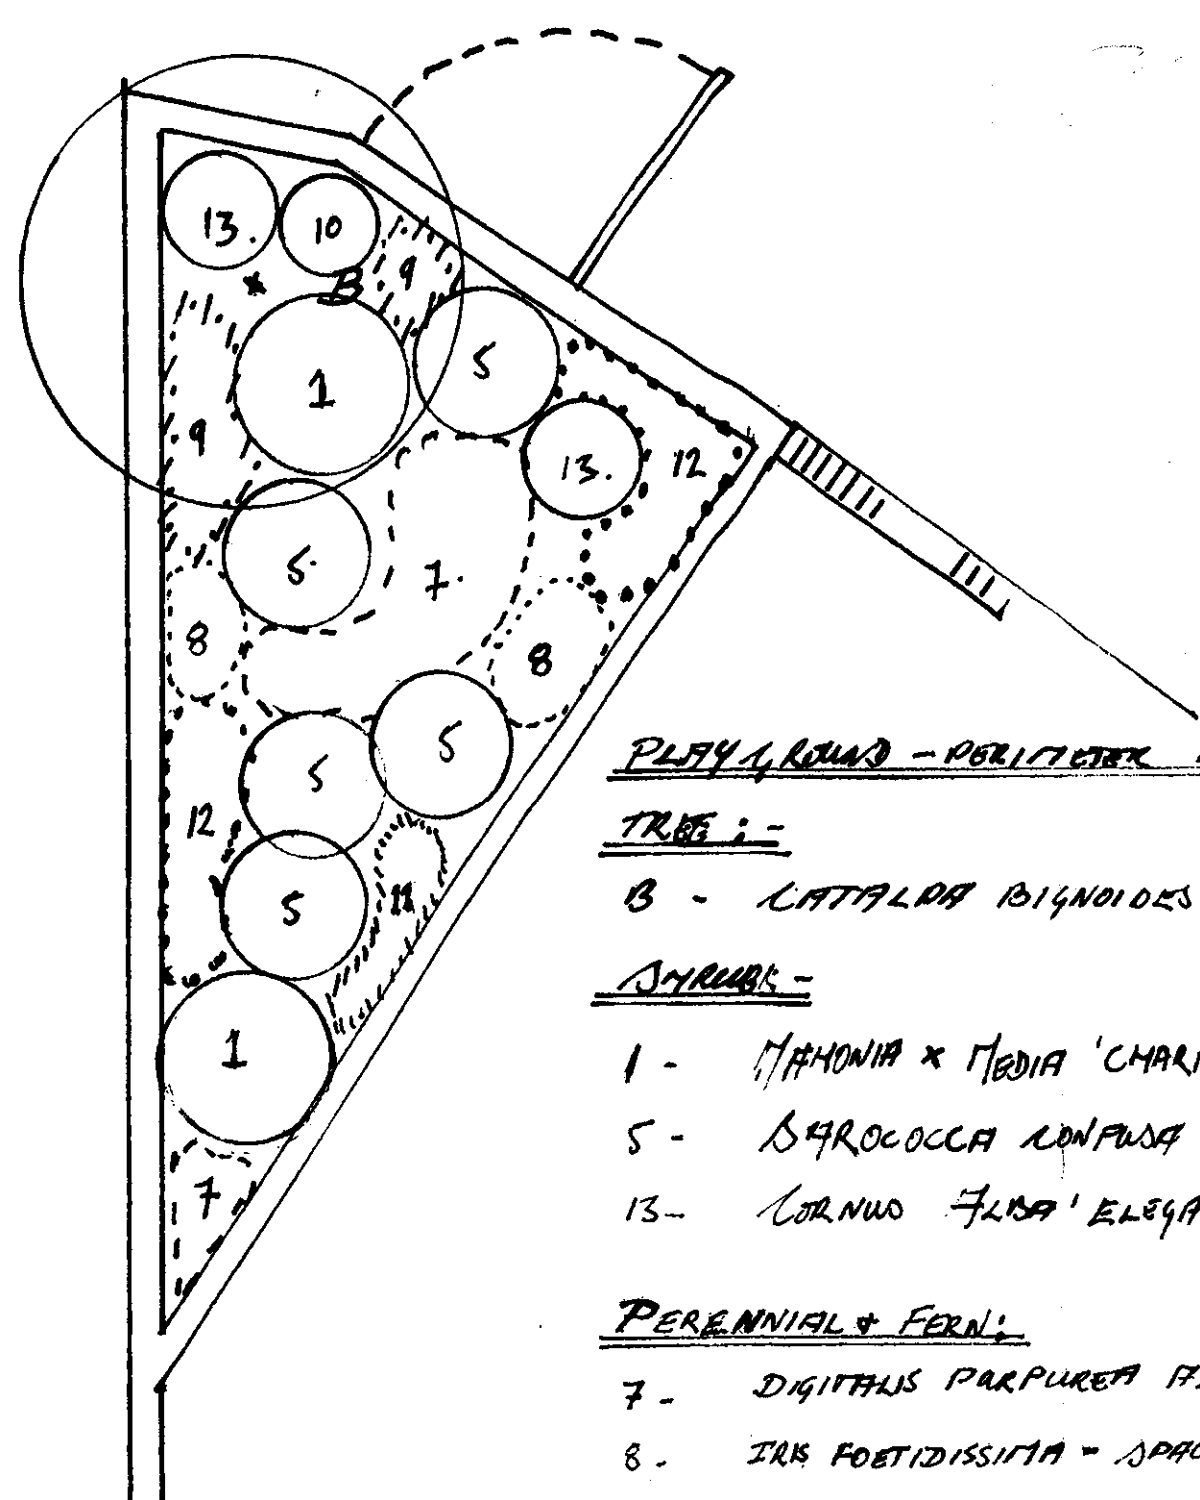 13.
10
B
9
5
1
9
13.
12
5.
7.
8
8
5
5
12
5
11
1
7
PLAYGROUND - PERIMETER
TREE :-
B - CATALPA BIGNOIDES
SHRUBS -
1 - MAHONIA x MEDIA 'CHARI
5 - SARCOCOCCA CONFUSA
13 - CORNUS ALBA 'ELEGA
PERENNIAL & FERN:
7 - DIGITALIS PURPUREA
8 - IRIS FOETIDISSIMA - SPAC